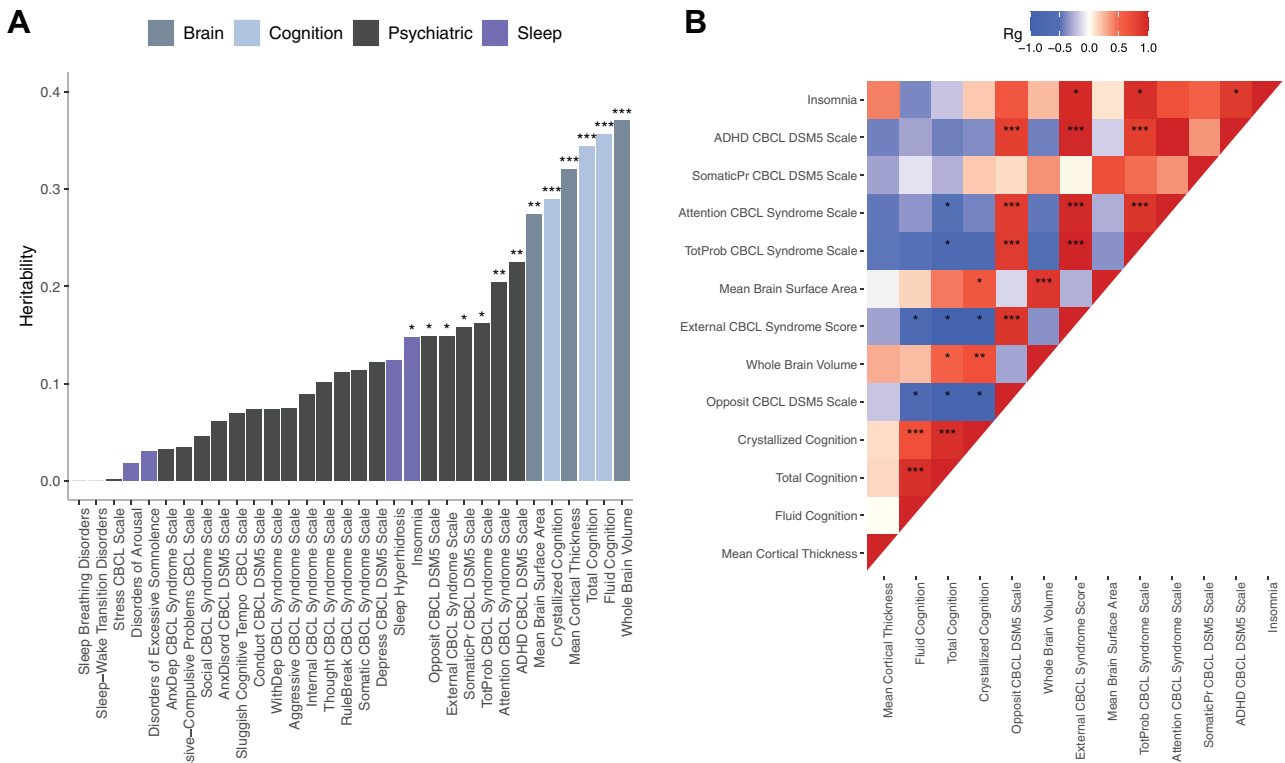 A
Brain
Cognition
Psychiatric
Sleep
Heritability
0.4
0.3
0.2
0.1
0.0
*
*
*
*
*
**
**
**
***
***
***
***
***
Sleep Breathing Disorders
Sleep−Wake Transition Disorders
Stress CBCL Scale
Disorders of Arousal
Disorders of Excessive Somnolence
AnxDep CBCL Syndrome Scale
sive−Compulsive Problems CBCL Scale
Social CBCL Syndrome Scale
AnxDisord CBCL DSM5 Scale
Sluggish Cognitive Tempo CBCL Scale
Conduct CBCL DSM5 Scale
WithDep CBCL Syndrome Scale
Aggressive CBCL Syndrome Scale
Internal CBCL Syndrome Scale
Thought CBCL Syndrome Scale
RuleBreak CBCL Syndrome Scale
Somatic CBCL Syndrome Scale
Depress CBCL DSM5 Scale
Sleep Hyperhidrosis
Insomnia
Opposit CBCL DSM5 Scale
External CBCL Syndrome Scale
SomaticPr CBCL DSM5 Scale
TotProb CBCL Syndrome Scale
Attention CBCL Syndrome Scale
ADHD CBCL DSM5 Scale
Mean Brain Surface Area
Crystallized Cognition
Mean Cortical Thickness
Total Cognition
Fluid Cognition
Whole Brain Volume
B
Rg
−1.0 −0.5 0.0 0.5 1.0
Insomnia * * *
ADHD CBCL DSM5 Scale *** *** ***
SomaticPr CBCL DSM5 Scale
Attention CBCL Syndrome Scale * *** *** ***
TotProb CBCL Syndrome Scale * *** ***
Mean Brain Surface Area * ***
External CBCL Syndrome Score * * * ***
Whole Brain Volume * **
Opposit CBCL DSM5 Scale * * *
Crystallized Cognition *** ***
Total Cognition ***
Fluid Cognition
Mean Cortical Thickness
Mean Cortical Thickness
Fluid Cognition
Total Cognition
Crystallized Cognition
Opposit CBCL DSM5 Scale
Whole Brain Volume
External CBCL Syndrome Score
Mean Brain Surface Area
TotProb CBCL Syndrome Scale
Attention CBCL Syndrome Scale
SomaticPr CBCL DSM5 Scale
ADHD CBCL DSM5 Scale
Insomnia